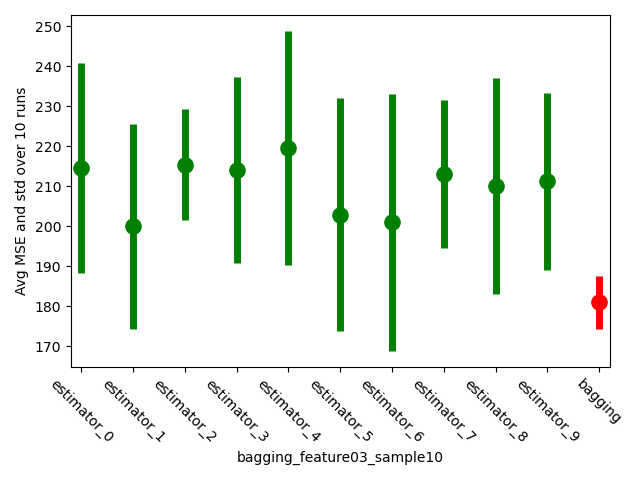 250
240
230
220
210
200
190
180
170
Avg MSE and std over 10 runs
estimator_0
estimator_1
estimator_2
estimator_3
estimator_4
estimator_5
estimator_6
estimator_7
estimator_8
estimator_9
bagging
bagging_feature03_sample10